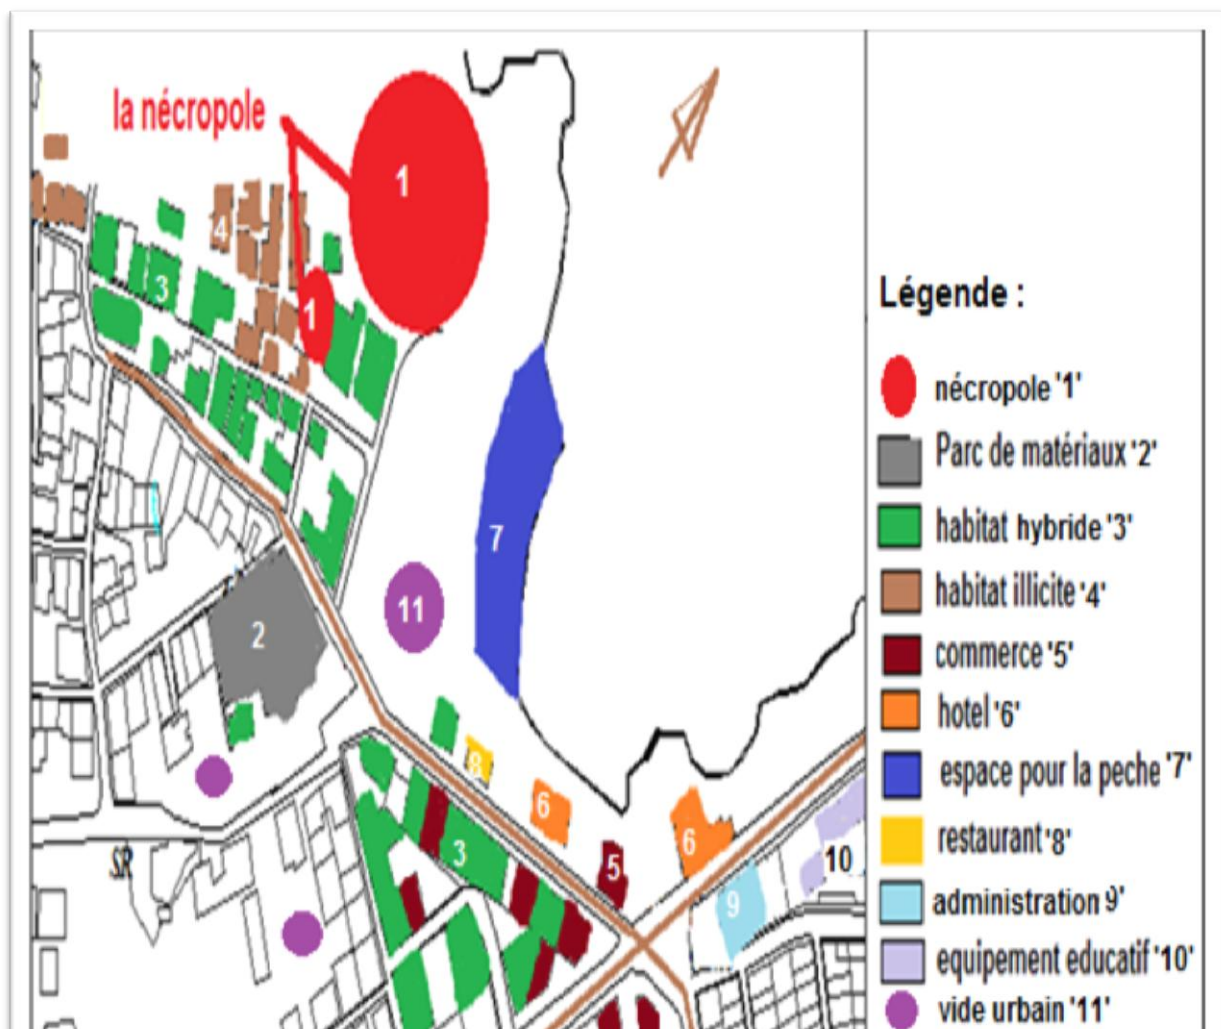 la nécropole
1
4
3
1
7
11
2
8
6
6
5
3
10
9
SR
Légende :
nécropole '1'
Parc de matériaux '2'
habitat hybride '3'
habitat illicite '4'
commerce '5'
hotel '6'
espace pour la peche '7'
restaurant '8'
administration 9'
equipement educatif '10'
vide urbain '11'